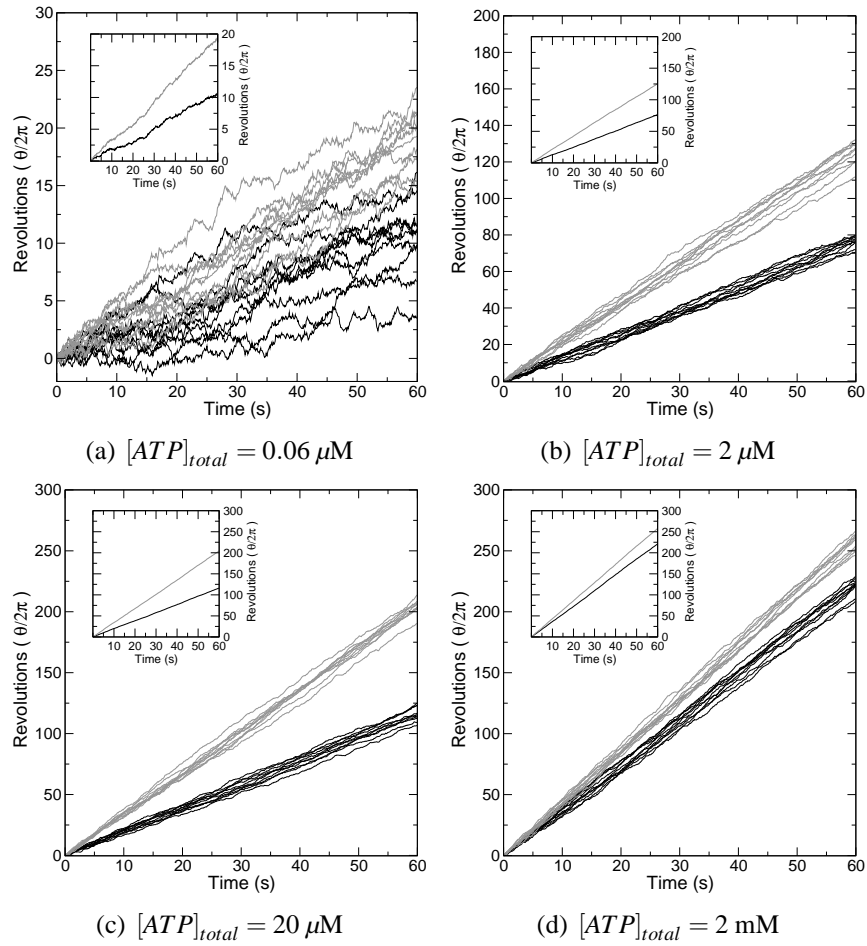 30
25
20
15
10
5
0
0 10 20 30 40 50 60
Time (s)
Revolutions ( θ/2π )
20
15
10
5
0
10 20 30 40 50 60
Time (s)
Revolutions ( θ/2π )
(a) [ATP]total = 0.06 μM
200
180
160
140
120
100
80
60
40
20
0
0 10 20 30 40 50 60
Time (s)
Revolutions ( θ/2π )
200
150
100
50
0
10 20 30 40 50 60
Time (s)
Revolutions ( θ/2π )
(b) [ATP]total = 2 μM
300
250
200
150
100
50
0
0 10 20 30 40 50 60
Time (s)
Revolutions ( θ/2π )
300
250
200
150
100
50
0
10 20 30 40 50 60
Time (s)
Revolutions ( θ/2π )
(c) [ATP]total = 20 μM
300
250
200
150
100
50
0
0 10 20 30 40 50 60
Time (s)
Revolutions ( θ/2π )
300
250
200
150
100
50
0
10 20 30 40 50 60
Time (s)
Revolutions ( θ/2π )
(d) [ATP]total = 2 mM